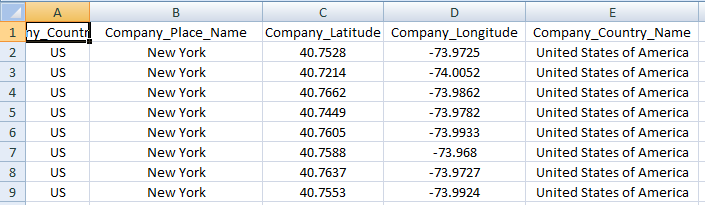 A B C D E
1 ny_Countr Company_Place_Name Company_Latitude Company_Longitude Company_Country_Name
2 US New York 40.7528 -73.9725 United States of America
3 US New York 40.7214 -74.0052 United States of America
4 US New York 40.7662 -73.9862 United States of America
5 US New York 40.7449 -73.9782 United States of America
6 US New York 40.7605 -73.9933 United States of America
7 US New York 40.7588 -73.968 United States of America
8 US New York 40.7637 -73.9727 United States of America
9 US New York 40.7553 -73.9924 United States of America